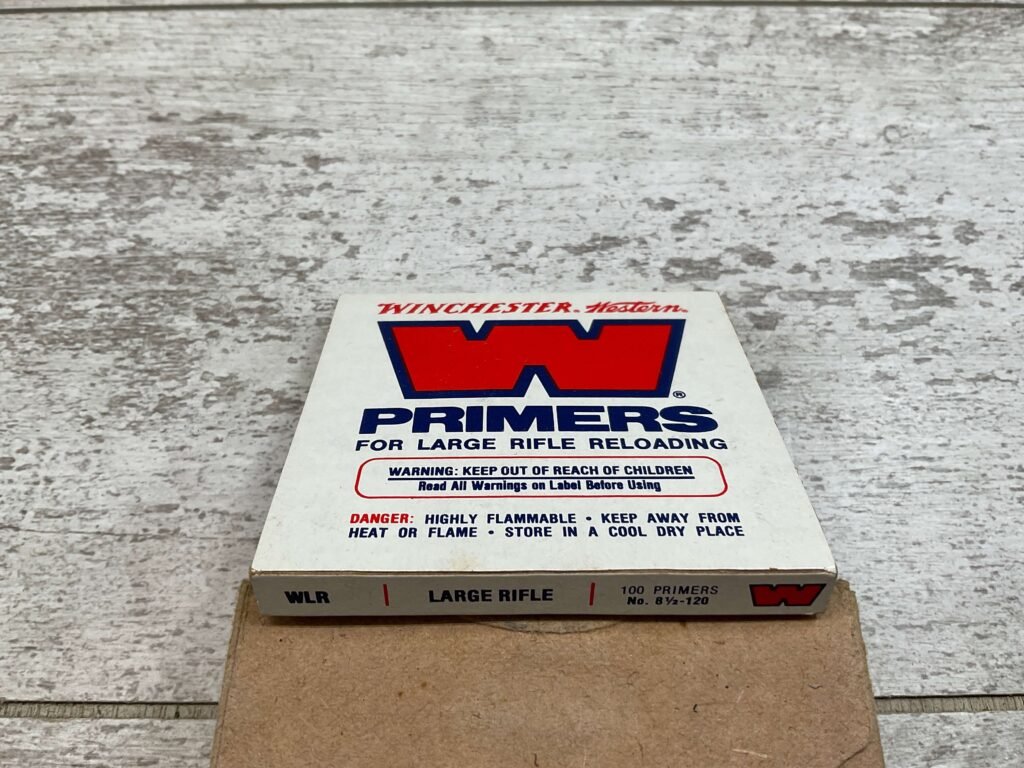 WINCHESTER. Western.
W
®
PRIMERS
FOR LARGE RIFLE RELOADING
WARNING: KEEP OUT OF REACH OF CHILDREN
Read All Warnings on Label Before Using
DANGER: HIGHLY FLAMMABLE • KEEP AWAY FROM
HEAT OR FLAME • STORE IN A COOL DRY PLACE
WLR | LARGE RIFLE | 100 PRIMERS
No. 8½-120
W